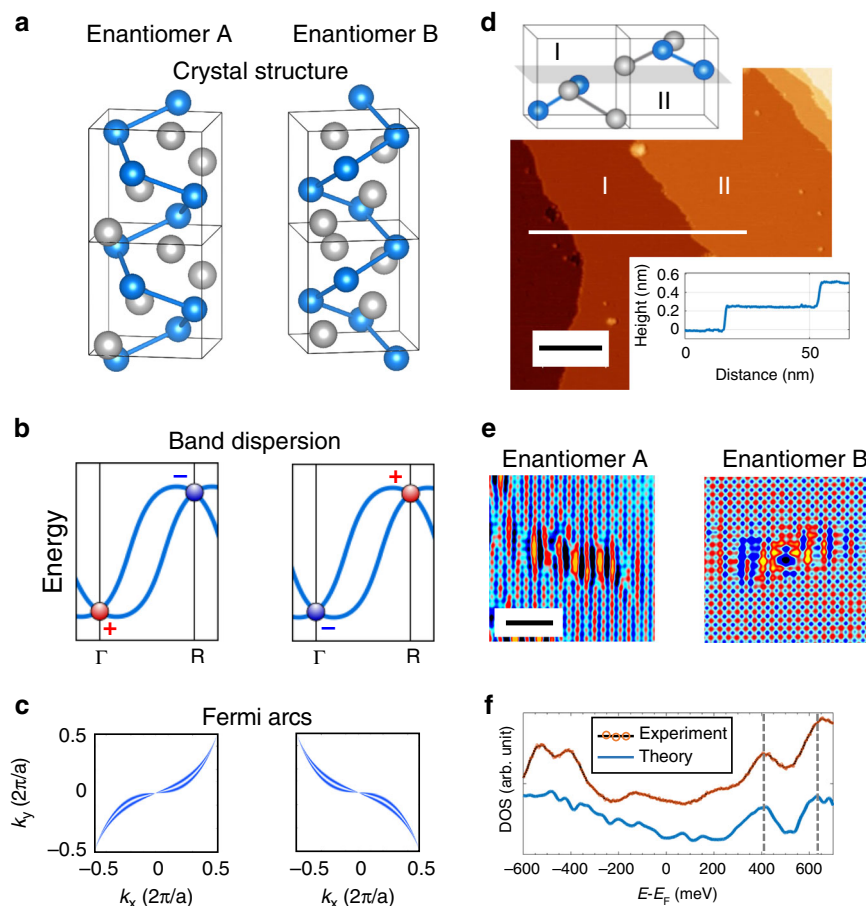 a
Enantiomer A
Enantiomer B
Crystal structure
b
Band dispersion
Energy
−
+
Γ
R
+
−
Γ
R
c
Fermi arcs
k_y (2π/a)
0.5
0
−0.5
−0.5
0
0.5
k_x (2π/a)
−0.5
0
0.5
k_x (2π/a)
d
I
II
I
II
Height (nm)
0.6
0.4
0.2
0
0
50
Distance (nm)
e
Enantiomer A
Enantiomer B
f
DOS (arb. unit)
Experiment
Theory
−600
−400
−200
0
200
400
600
E-E_F (meV)